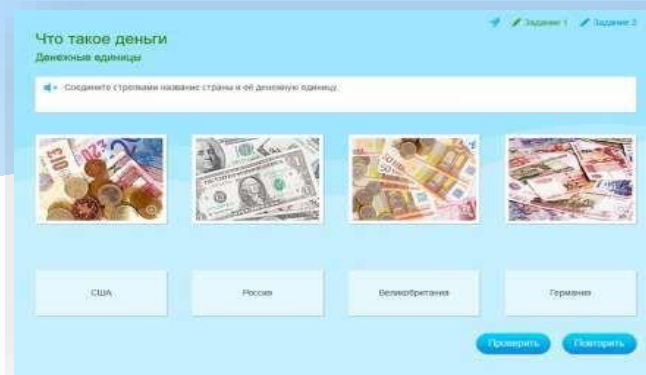 Задание 1 Задание 2
Что такое деньги
Денежные единицы
Соедините стрелками название страны и её денежную единицу.
США Россия Великобритания Германия
Проверить Повторить